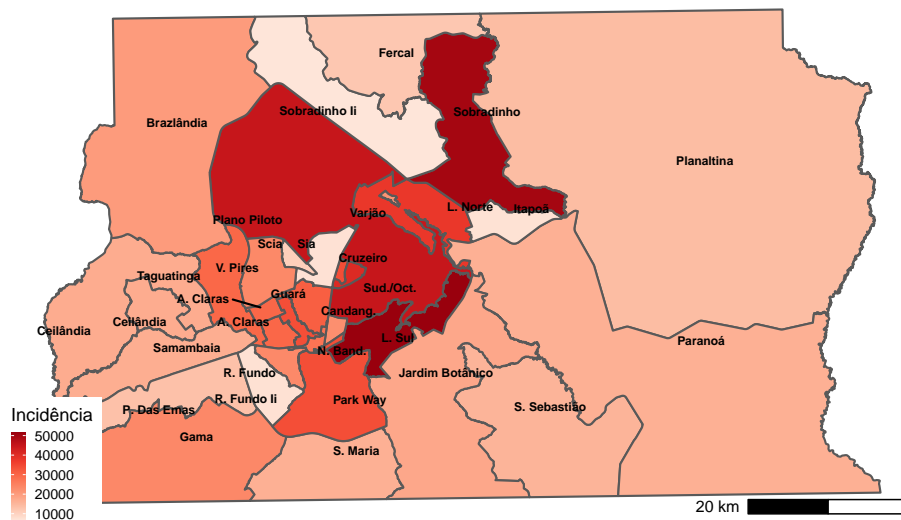 Fercal
Sobradinho Ii
Sobradinho
Brazlândia
Planaltina
L. Norte
Itapoã
Varjão
Plano Piloto
Scia
Sia
Cruzeiro
V. Pires
Taguatinga
Guará
Sud./Oct.
A. Claras
Candang.
Ceilândia
Ceilândia
A. Claras
L. Sul
Samambaia
N. Band.
Paranoá
R. Fundo
Jardim Botânico
R. Fundo Ii
Park Way
P. Das Emas
S. Sebastião
Gama
S. Maria
Incidência
50000
40000
30000
20000
10000
20 km